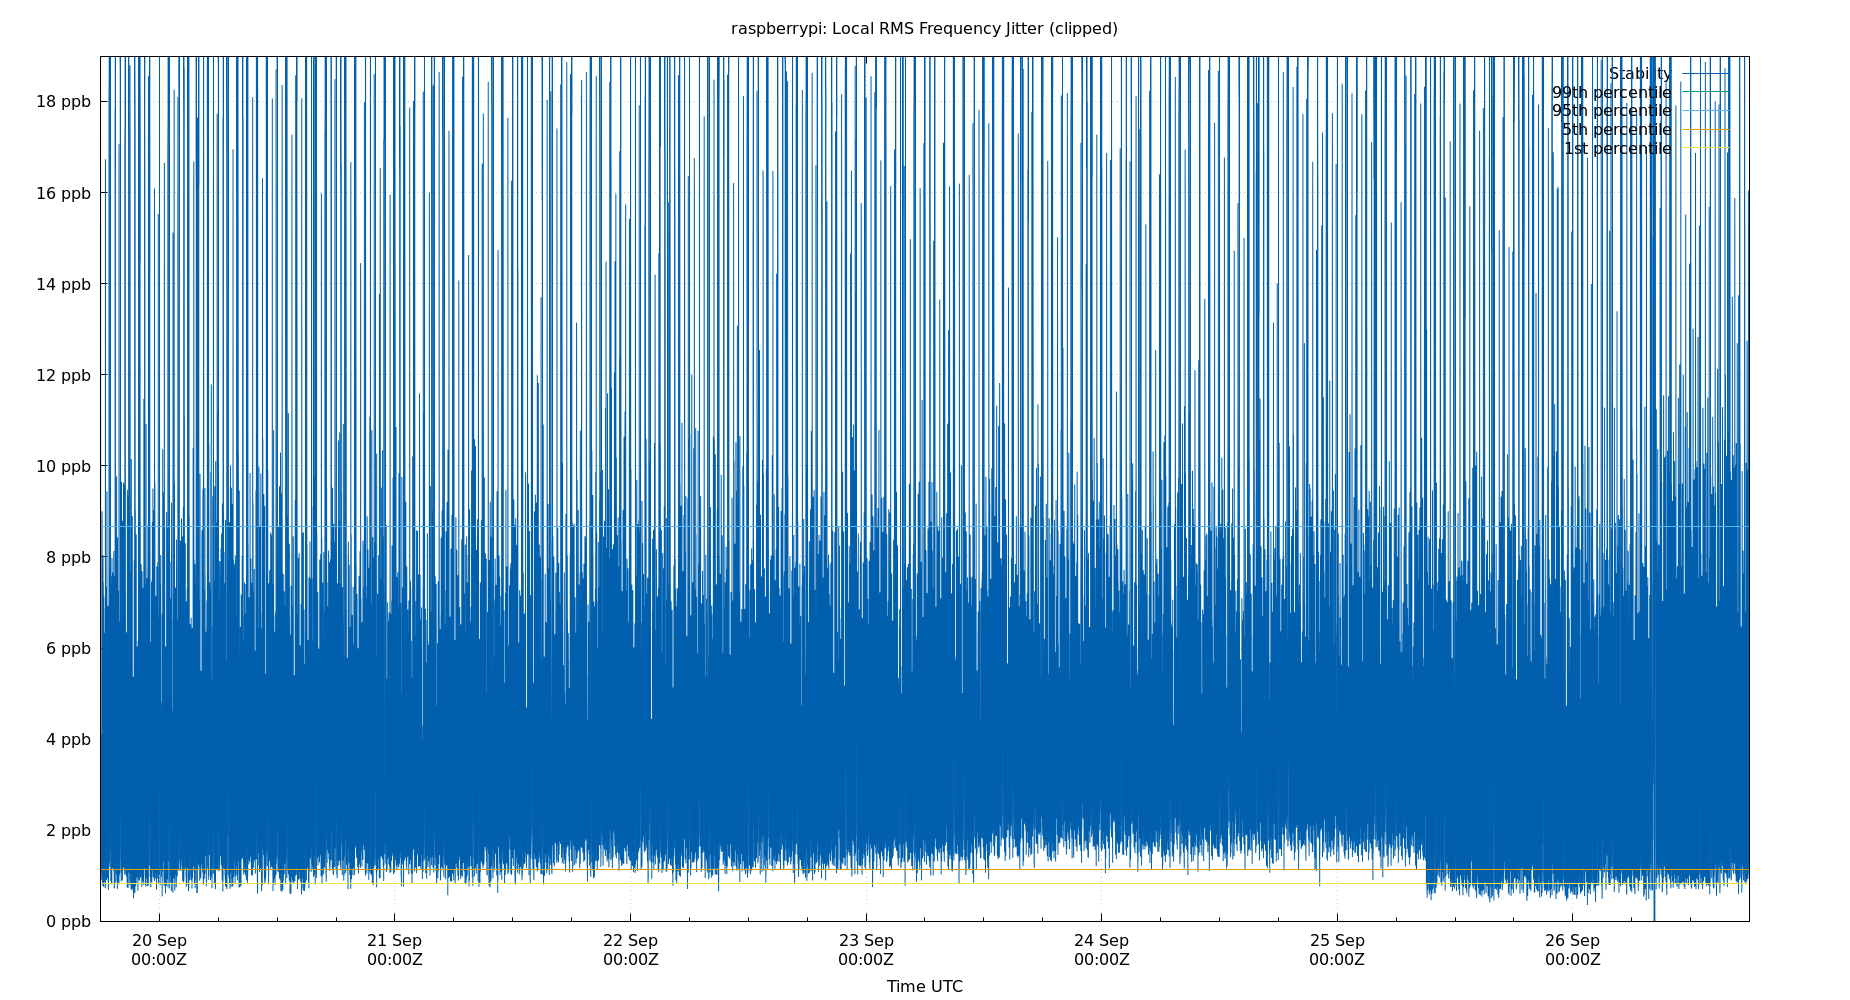 raspberrypi: Local RMS Frequency Jitter (clipped)
Stability
18 ppb
99th percentile
95th percentile
5th percentile
1st percentile
16 ppb
14 ppb
12 ppb
10 ppb
8 ppb
6 ppb
4 ppb
2 ppb
0 ppb
20 Sep 21 Sep 22 Sep 23 Sep 24 Sep 25 Sep 26 Sep
00:00Z 00:00Z 00:00Z 00:00Z 00:00Z 00:00Z 00:00Z
Time UTC